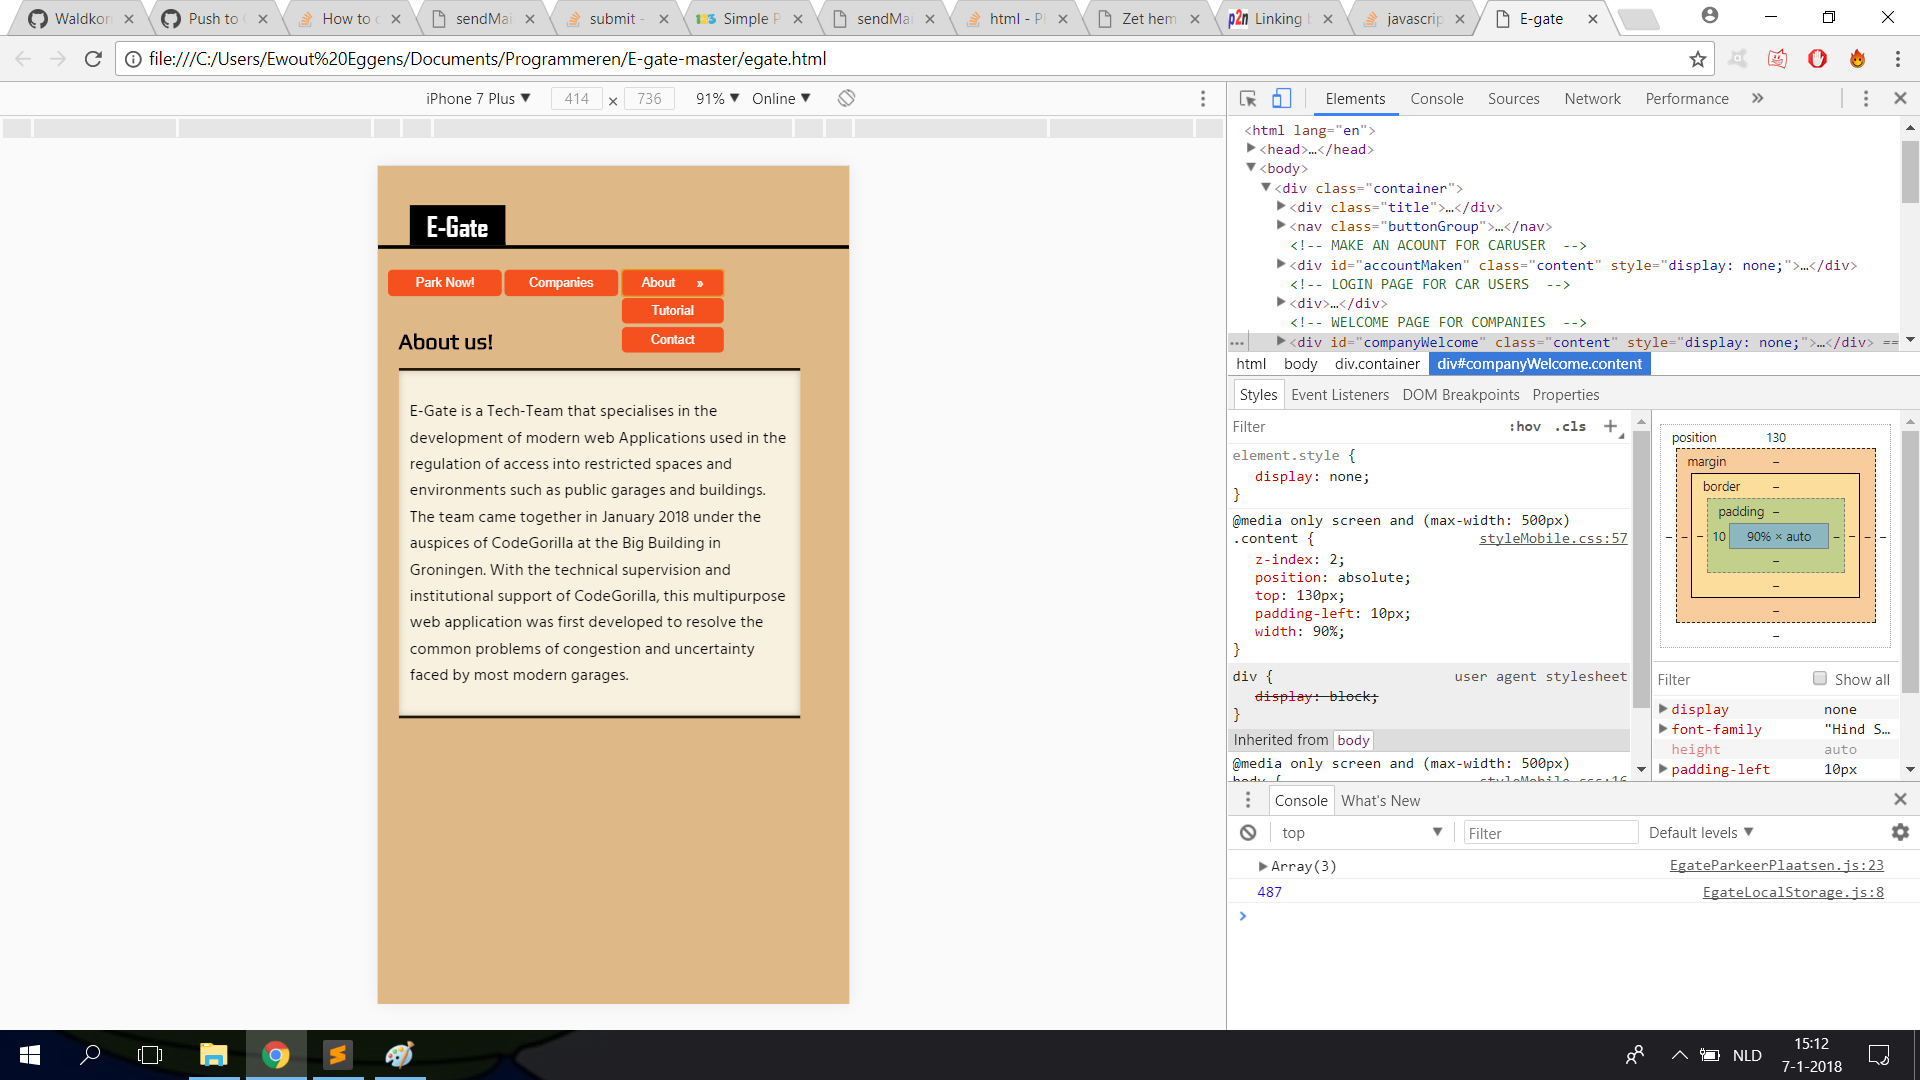 Waldkor
Push to
How to
sendMai
submit -
Simple P
sendMai
html - P
Zet hem
Linking
javascrip
E-gate
file:///C:/Users/Ewout%20Eggens/Documents/Programmeren/E-gate-master/egate.html
iPhone 7 Plus ▼ 414 × 736 91% ▼ Online ▼
Elements Console Sources Network Performance »
<html lang="en">
<head>…</head>
<body>
<div class="container">
<div class="title">…</div>
<nav class="buttonGroup">…</nav>
<!-- MAKE AN ACOUNT FOR CARUSER -->
<div id="accountMaken" class="content" style="display: none;">…</div>
<!-- LOGIN PAGE FOR CAR USERS -->
<div>…</div>
<!-- WELCOME PAGE FOR COMPANIES -->
… <div id="companyWelcome" class="content" style="display: none;">…</div> ==
html body div.container div#companyWelcome.content
E-Gate
Park Now! Companies About »
Tutorial
Contact
About us!
E-Gate is a Tech-Team that specialises in the
development of modern web Applications used in the
regulation of access into restricted spaces and
environments such as public garages and buildings.
The team came together in January 2018 under the
auspices of CodeGorilla at the Big Building in
Groningen. With the technical supervision and
institutional support of CodeGorilla, this multipurpose
web application was first developed to resolve the
common problems of congestion and uncertainty
faced by most modern garages.
Styles Event Listeners DOM Breakpoints Properties
Filter :hov .cls +
element.style {
display: none;
}
@media only screen and (max-width: 500px)
.content { styleMobile.css:57
z-index: 2;
position: absolute;
top: 130px;
padding-left: 10px;
width: 90%;
}
div { user agent stylesheet
display: block;
}
Inherited from body
@media only screen and (max-width: 500px)
body { styleMobile.css:16
position 130
margin –
border –
padding –
10 90% × auto –
Filter Show all
display none
font-family "Hind S…
height auto
padding-left 10px
Console What's New
top ▼ Filter Default levels ▼
Array(3) EgateParkeerPlaatsen.js:23
487 EgateLocalStorage.js:8
>
NLD
15:12
7-1-2018